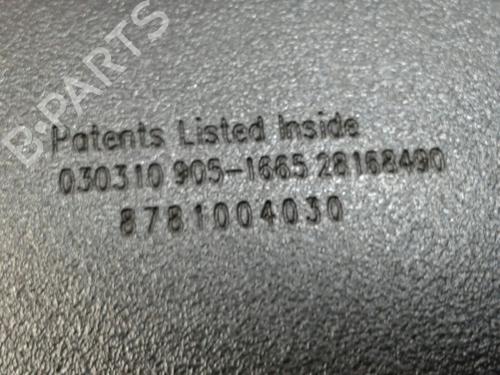 B-PARTS
Patents Listed Inside
030310 905-1665 28168490
8781004030